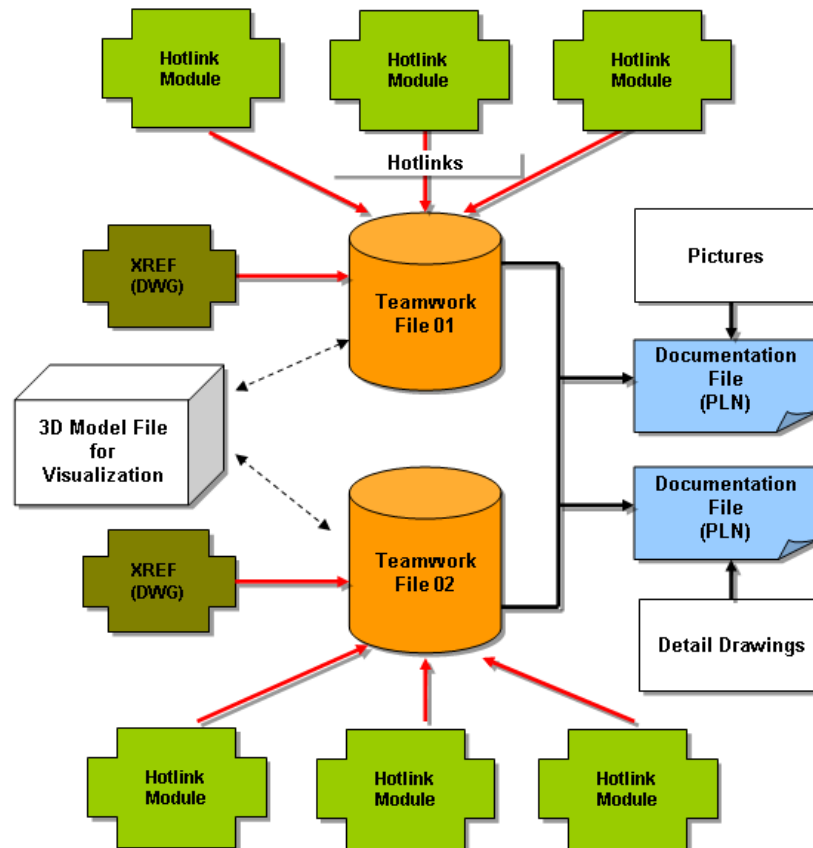 Hotlink
Module
Hotlink
Module
Hotlink
Module
Hotlinks
XREF
(DWG)
Teamwork
File 01
Pictures
Documentation
File
(PLN)
3D Model File
for
Visualization
Documentation
File
(PLN)
XREF
(DWG)
Teamwork
File 02
Detail Drawings
Hotlink
Module
Hotlink
Module
Hotlink
Module